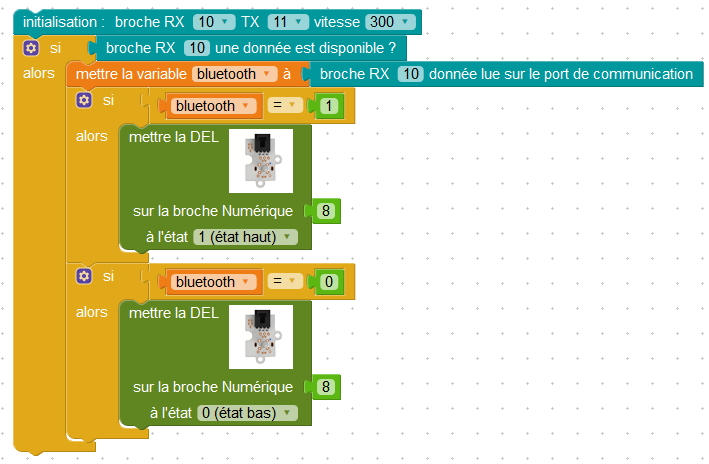 initialisation : broche RX 10 TX 11 vitesse 300
si broche RX 10 une donnée est disponible ?
alors mettre la variable bluetooth à broche RX 10 donnée lue sur le port de communication
si bluetooth = 1
alors mettre la DEL
sur la broche Numérique 8
à l'état 1 (état haut)
si bluetooth = 0
alors mettre la DEL
sur la broche Numérique 8
à l'état 0 (état bas)